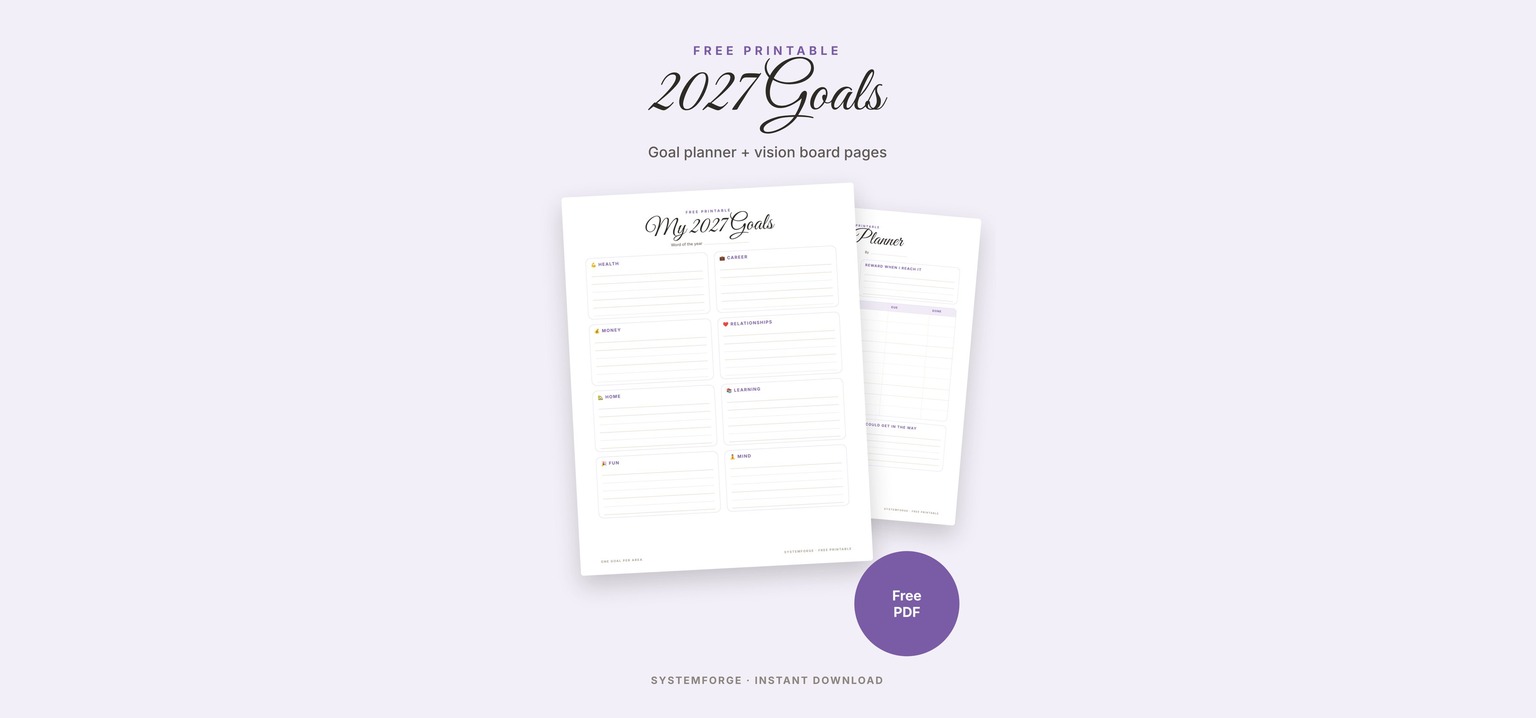 FREE PRINTABLE
2027 Goals
Goal planner + vision board pages
FREE PRINTABLE
My 2027 Goals
Word of the year
💪 HEALTH
💼 CAREER
💰 MONEY
❤️ RELATIONSHIPS
🏡 HOME
📚 LEARNING
🎉 FUN
🧘 MIND
ONE GOAL PER AREA
SYSTEMFORGE · FREE PRINTABLE
PRINTABLE
Planner
REWARD WHEN I REACH IT
DUE
DONE
COULD GET IN THE WAY
SYSTEMFORGE · FREE PRINTABLE
Free
PDF
SYSTEMFORGE · INSTANT DOWNLOAD